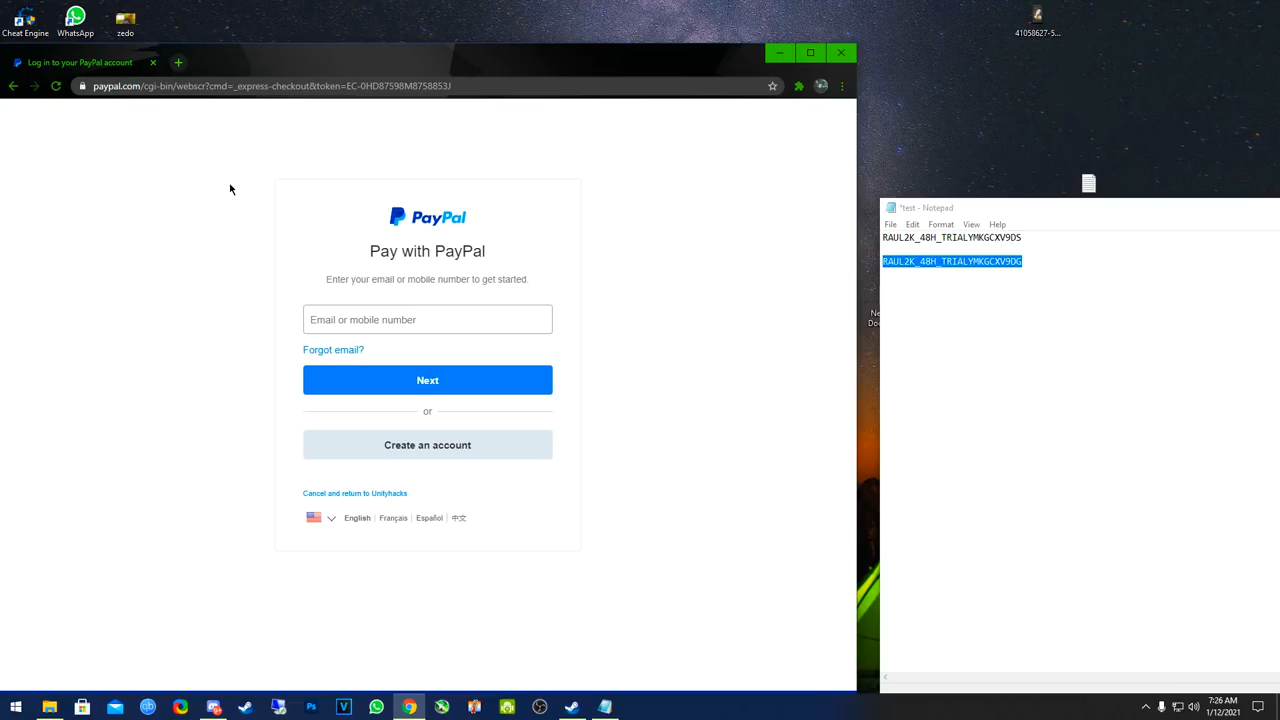 Cheat Engine
WhatsApp
zedo
41058627-5...
Log in to your PayPal account
paypal.com/cgi-bin/webscr?cmd=_express-checkout&token=EC-0HD87598M8758853J
PayPal
Pay with PayPal
Enter your email or mobile number to get started.
Email or mobile number
Forgot email?
Next
or
Create an account
Cancel and return to Unityhacks
English | Français | Español | 中文
*test - Notepad
File Edit Format View Help
RAUL2K_48H_TRIALYMKGCXV9DS
RAUL2K_48H_TRIALYMKGCXV9DG
Ne
Doc
7:26 AM
1/12/2021